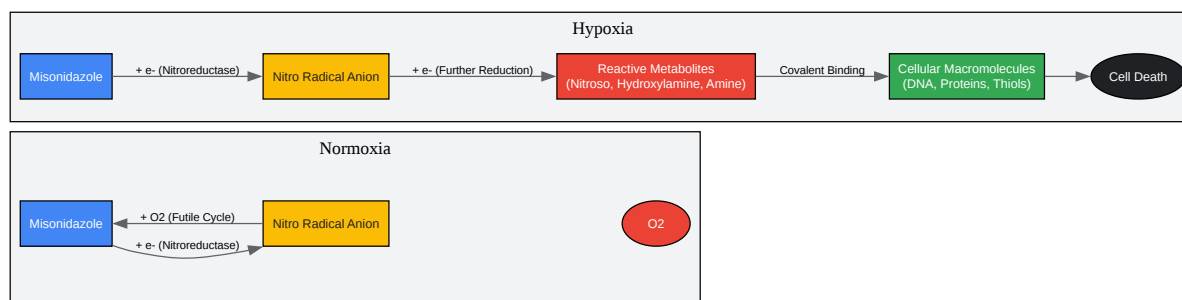 Hypoxia
Misonidazole
+ e- (Nitroreductase)
Nitro Radical Anion
+ e- (Further Reduction)
Reactive Metabolites
(Nitroso, Hydroxylamine, Amine)
Covalent Binding
Cellular Macromolecules
(DNA, Proteins, Thiols)
Cell Death
Normoxia
Misonidazole
+ O2 (Futile Cycle)
+ e- (Nitroreductase)
Nitro Radical Anion
O2